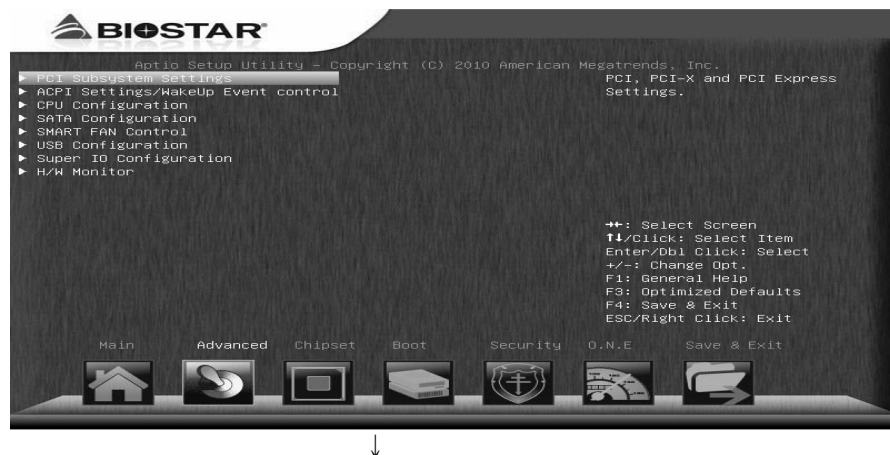 BIOSTAR
Aptio Setup Utility – Copyright (C) 2010 American Megatrends, Inc.
► PCI Subsystem Settings
► ACPI Settings/WakeUp Event control
► CPU Configuration
► SATA Configuration
► SMART FAN Control
► USB Configuration
► Super IO Configuration
► H/W Monitor
PCI, PCI-X and PCI Express
Settings.
→←: Select Screen
↑↓/Click: Select Item
Enter/Dbl Click: Select
+/-: Change Opt.
F1: General Help
F3: Optimized Defaults
F4: Save & Exit
ESC/Right Click: Exit
Main Advanced Chipset Boot Security O.N.E Save & Exit